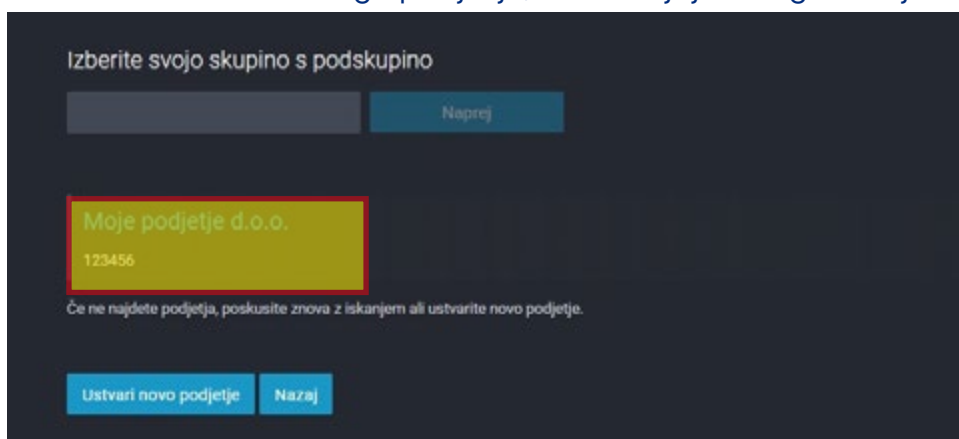 Izberite svojo skupino s podskupino
Naprej
Moje podjetje d.o.o.
123456
Če ne najdete podjetja, poskusite znova z iskanjem ali ustvarite novo podjetje.
Ustvari novo podjetje Nazaj